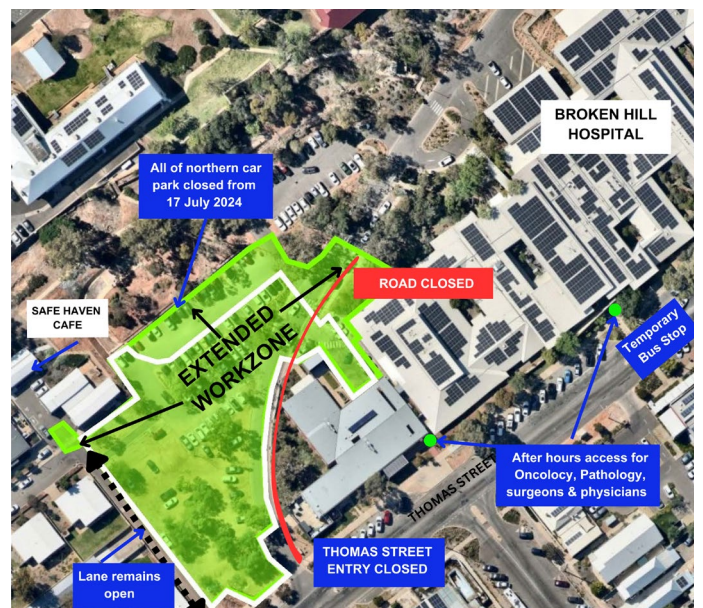 BROKEN HILL
HOSPITAL
All of northern car
park closed from
17 July 2024
ROAD CLOSED
SAFE HAVEN
CAFE
EXTENDED
WORKZONE
Temporary
Bus Stop
After hours access for
Oncolocy, Pathology,
surgeons & physicians
THOMAS STREET
THOMAS STREET
ENTRY CLOSED
Lane remains
open